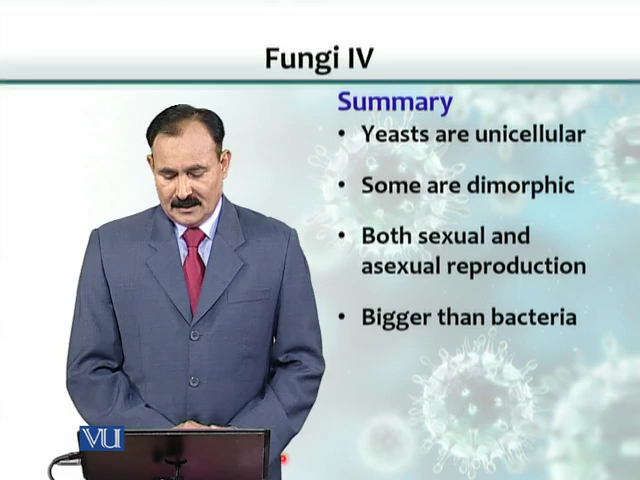 Fungi IV
Summary
• Yeasts are unicellular
• Some are dimorphic
• Both sexual and
asexual reproduction
• Bigger than bacteria
VU